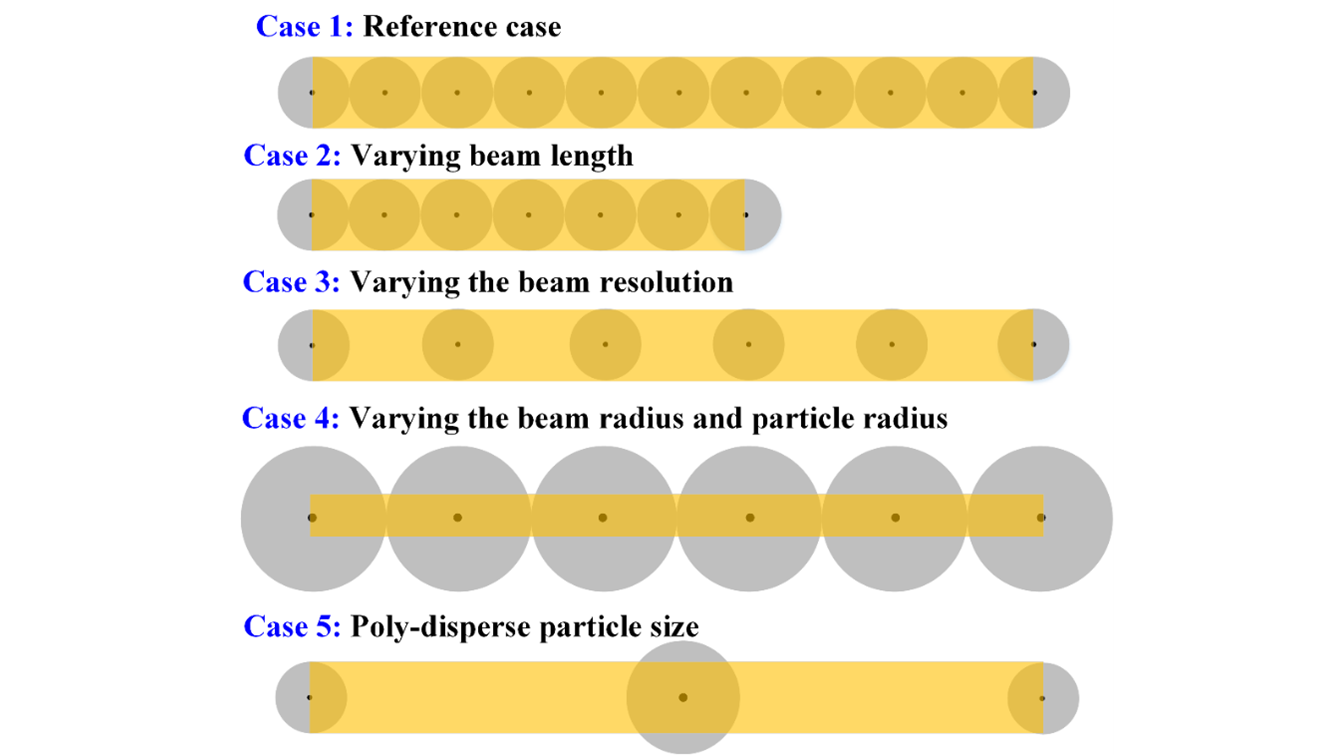 Case 1: Reference case
Case 2: Varying beam length
Case 3: Varying the beam resolution
Case 4: Varying the beam radius and particle radius
Case 5: Poly-disperse particle size